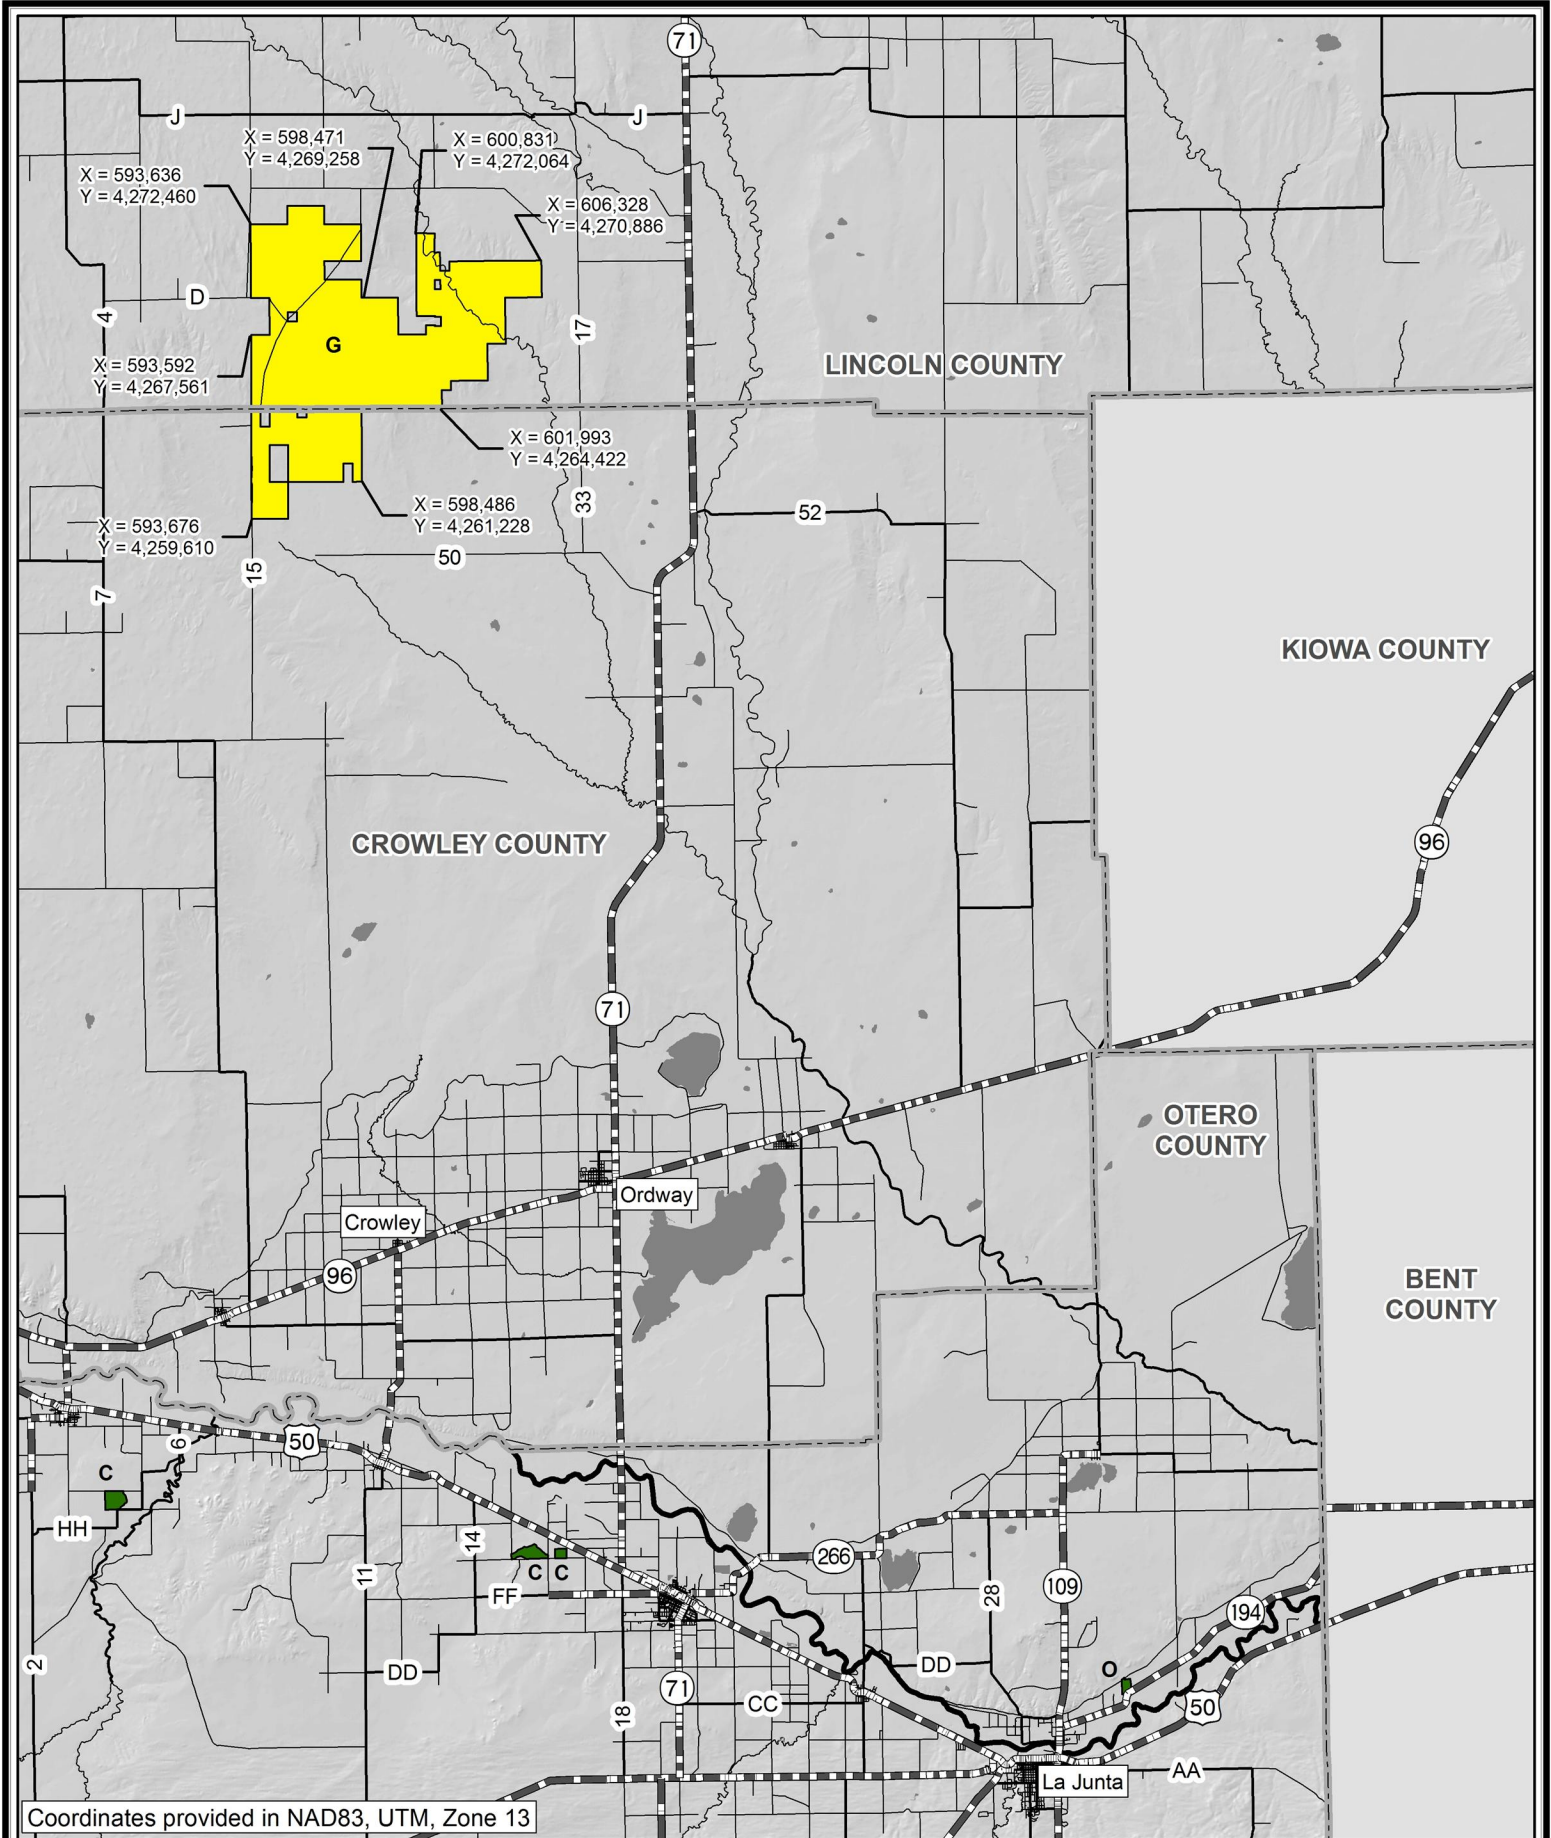 71
J
J
X = 598,471
Y = 4,269,258
X = 600,831
Y = 4,272,064
X = 593,636
Y = 4,272,460
X = 606,328
Y = 4,270,886
D
4
17
G
X = 593,592
Y = 4,267,561
LINCOLN COUNTY
X = 601,993
Y = 4,264,422
X = 598,486
Y = 4,261,228
33
52
X = 593,676
Y = 4,259,610
50
15
7
KIOWA COUNTY
CROWLEY COUNTY
96
71
OTERO
COUNTY
Ordway
Crowley
96
BENT
COUNTY
6
50
C
HH
14
C
C
266
11
FF
28
109
194
2
DD
DD
O
71
CC
18
50
La Junta
AA
Coordinates provided in NAD83, UTM, Zone 13